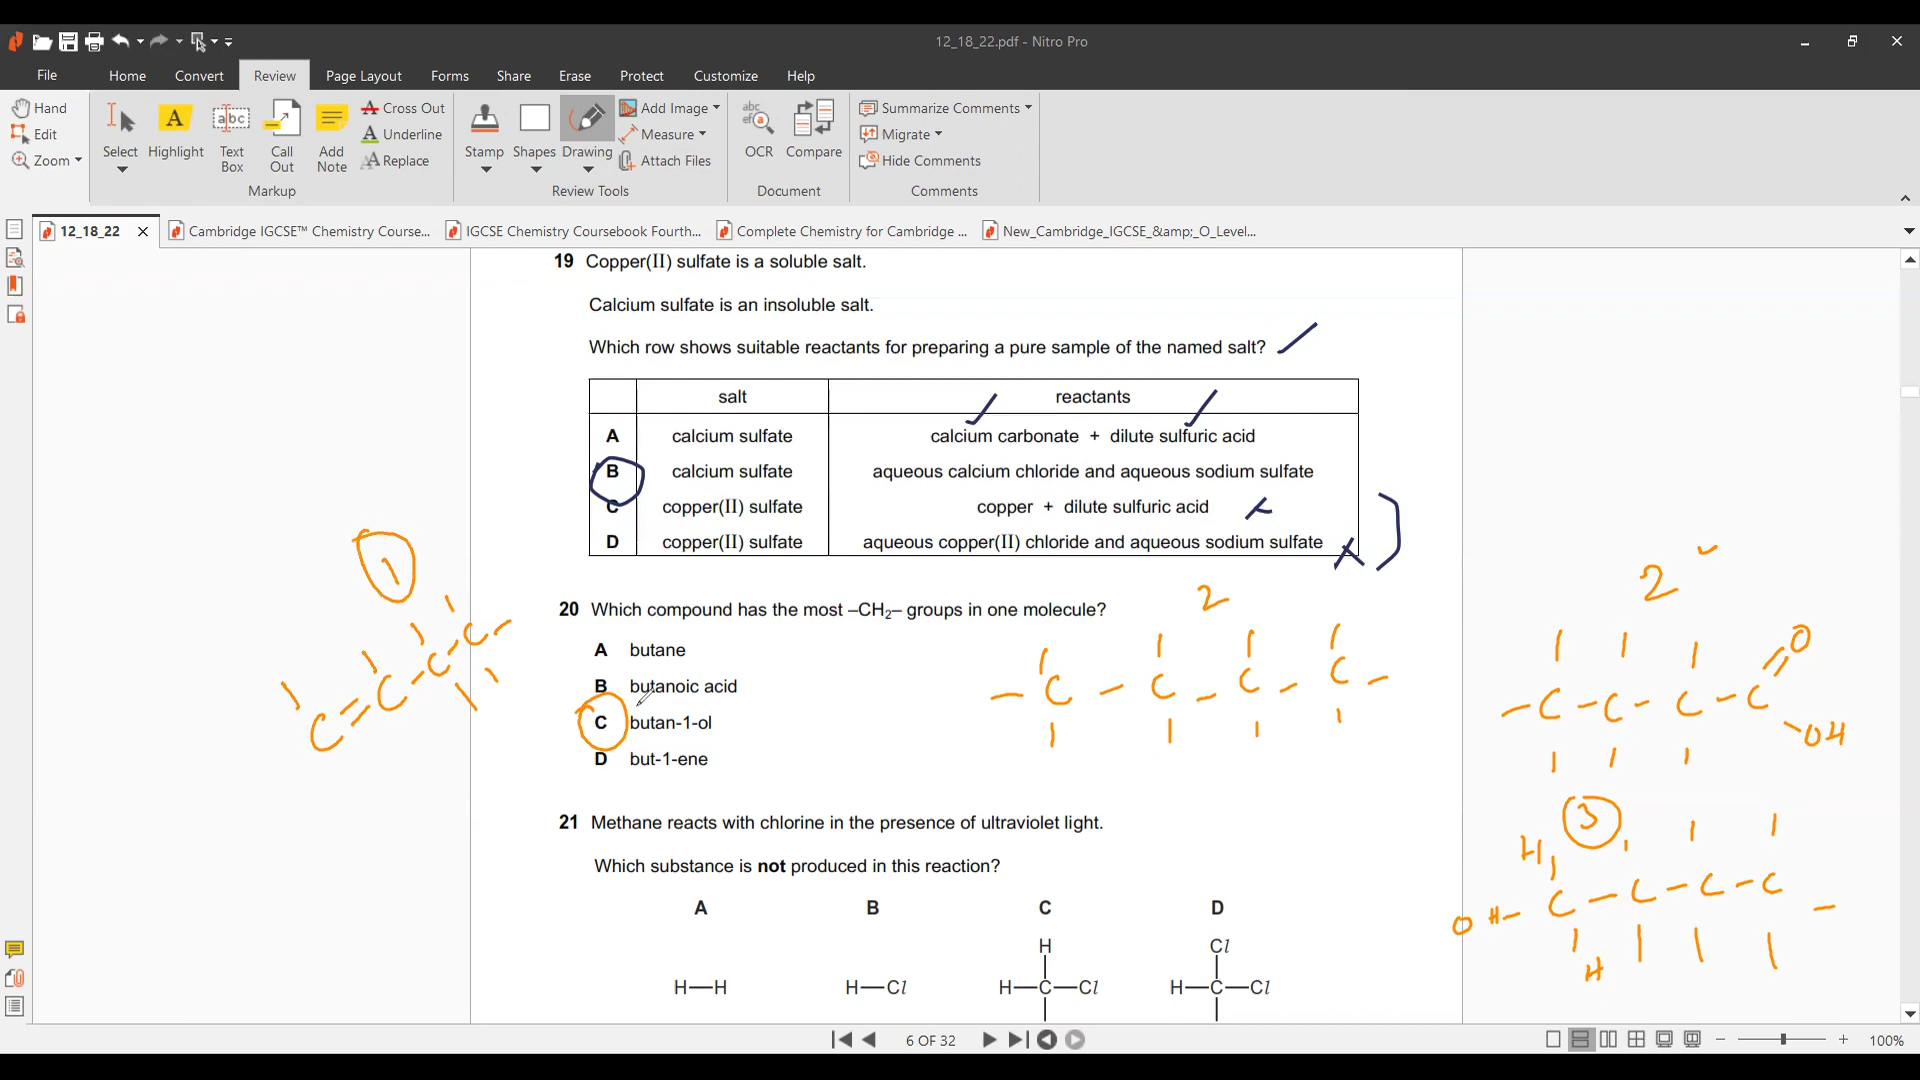 12_18_22.pdf - Nitro Pro
File Home Convert Review Page Layout Forms Share Erase Protect Customize Help
Hand
Edit
Zoom
Select
Highlight
Text Box
Call Out
Add Note
Cross Out
Underline
Replace
Markup
Stamp
Shapes
Drawing
Add Image
Measure
Attach Files
Review Tools
OCR
Compare
Document
Summarize Comments
Migrate
Hide Comments
Comments
12_18_22
Cambridge IGCSE™ Chemistry Course...
IGCSE Chemistry Coursebook Fourth...
Complete Chemistry for Cambridge ...
New_Cambridge_IGCSE_&amp;_O_Level...
19 Copper(II) sulfate is a soluble salt.
Calcium sulfate is an insoluble salt.
Which row shows suitable reactants for preparing a pure sample of the named salt?
salt reactants
A calcium sulfate calcium carbonate + dilute sulfuric acid
B calcium sulfate aqueous calcium chloride and aqueous sodium sulfate
C copper(II) sulfate copper + dilute sulfuric acid
D copper(II) sulfate aqueous copper(II) chloride and aqueous sodium sulfate
1
C = C - C - C
20 Which compound has the most –CH₂– groups in one molecule?
A butane
B butanoic acid
C butan-1-ol
D but-1-ene
2
C - C - C - C
2
C - C - C - C
O
OH
3
H
OH - C - C - C - C
H
21 Methane reacts with chlorine in the presence of ultraviolet light.
Which substance is not produced in this reaction?
A B C D
H Cl
H—H H—Cl H—C—Cl H—C—Cl
6 OF 32
100%